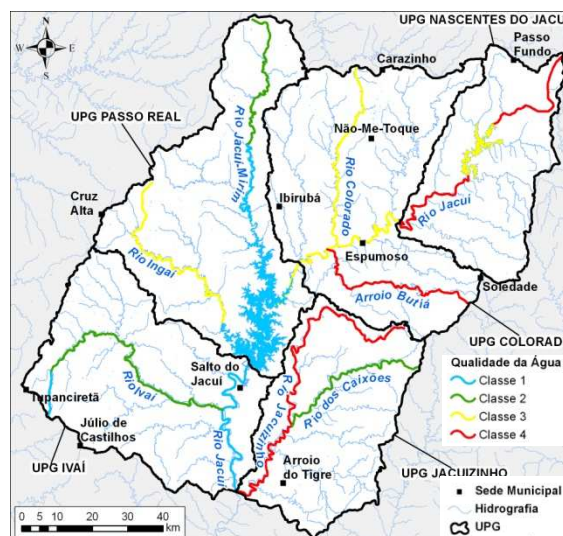 UPG NASCENTES DO JACUÍ
N
W
E
S
Passo
Fundo
Carazinho
UPG PASSO REAL
Não-Me-Toque
Rio Jacuí-Mirim
Rio Colorado
Cruz
Alta
Ibirubá
Rio Jacuí
Rio Ingaí
Espumoso
Soledade
Arroio Buriá
UPG COLORADO
Qualidade da Água
Classe 1
Classe 2
Classe 3
Classe 4
Salto do
Jacuí
Tupanciretã
Rio Ivaí
Rio dos Caixões
Rio Jacuizinho
Júlio de
Castilhos
Rio Jacuí
UPG IVAÍ
Arroio
do Tigre
UPG JACUIZINHO
Sede Municipal
Hidrografia
UPG
0 5 10 20 30 40
km